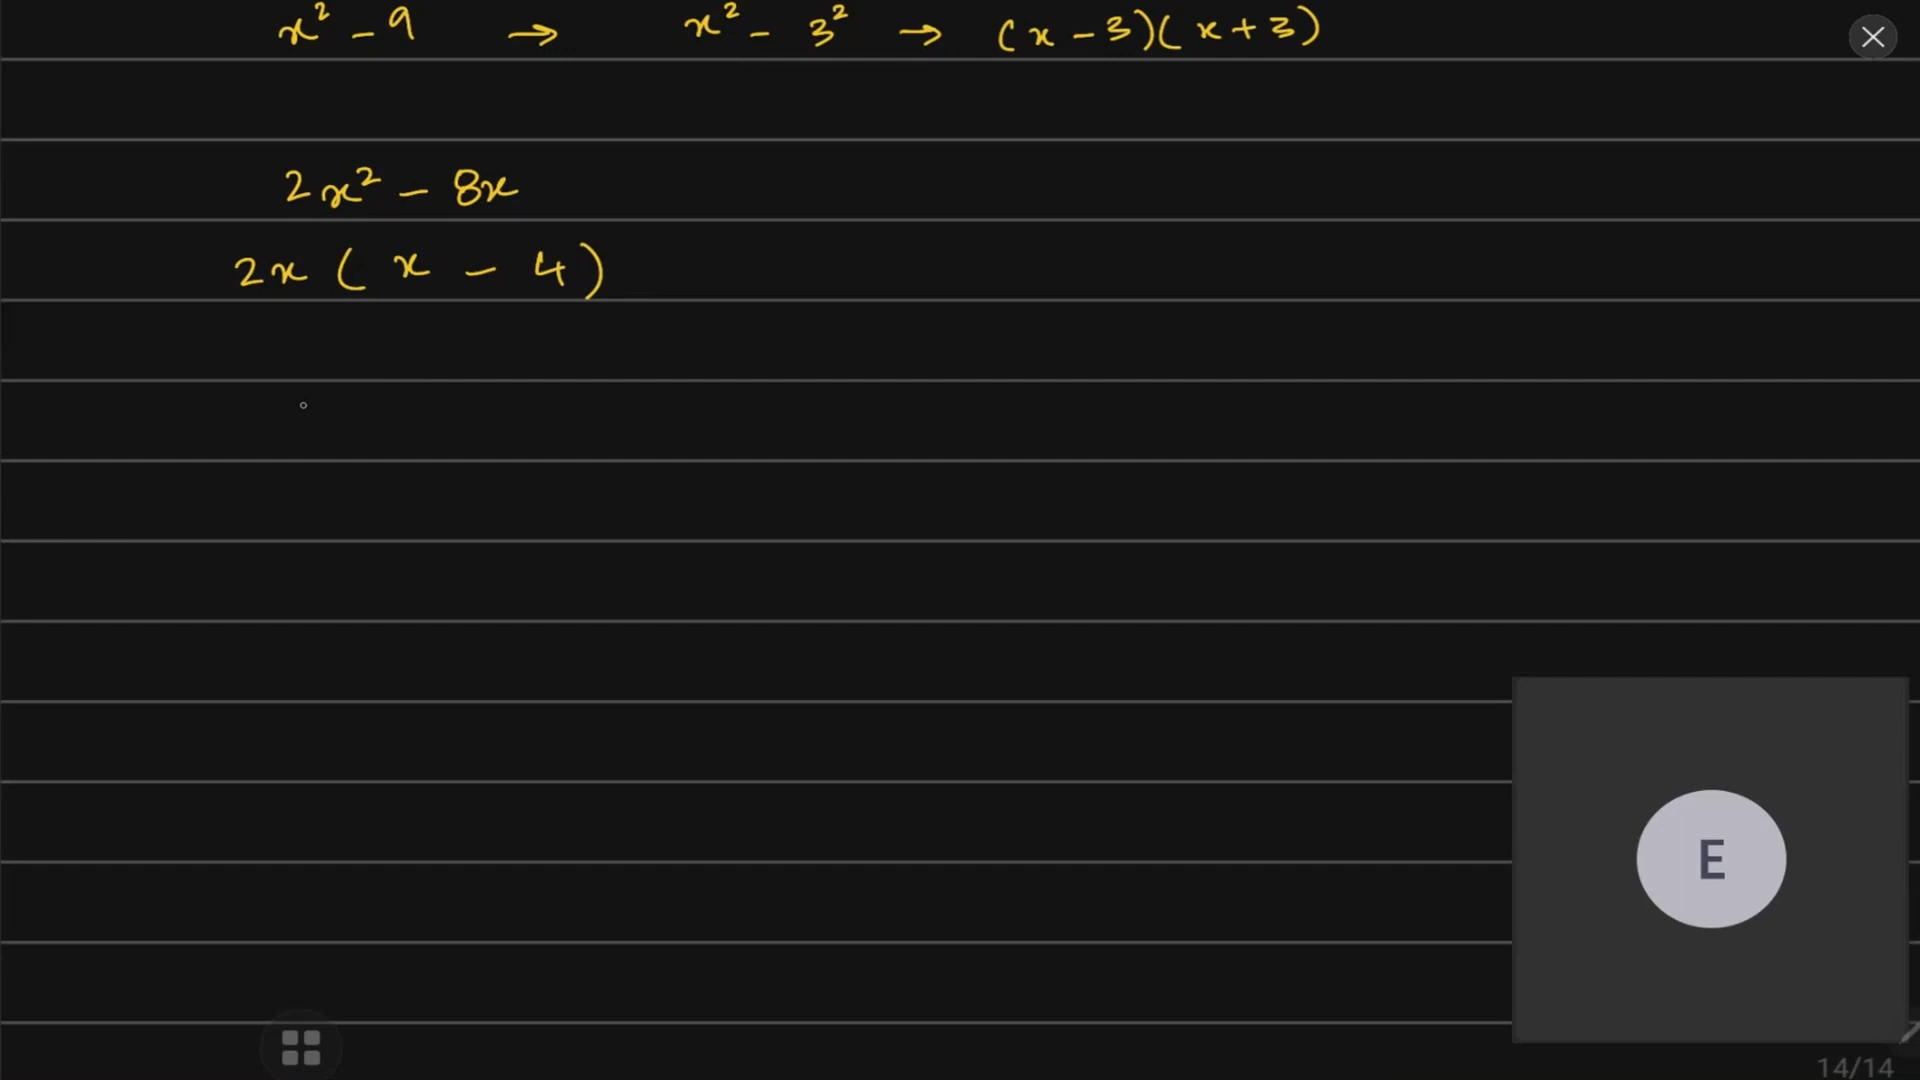 x² - 9 → x² - 3² → (x - 3)(x + 3)
2x² - 8x
2x (x - 4)
E
14/14